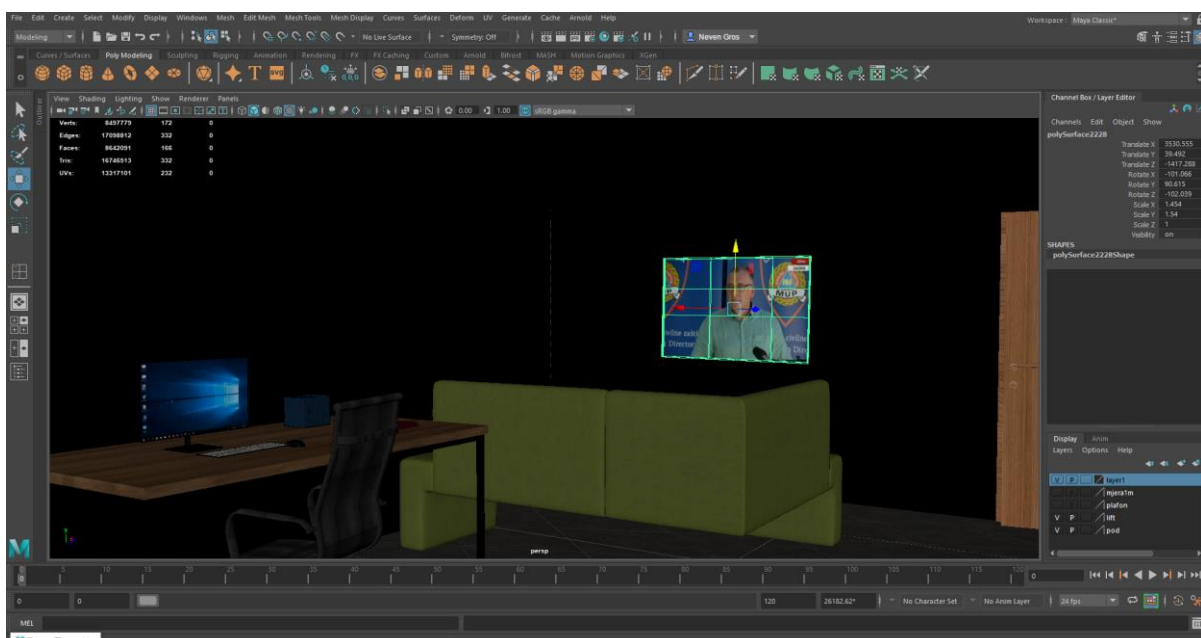 File Edit Create Select Modify Display Windows Mesh Edit Mesh Mesh Tools Mesh Display Curves Surfaces Deform UV Generate Cache Arnold Help
Workspace: Maya Classic*
Modeling
No Live Surface
Symmetry: Off
Neven Gros
Curves / Surfaces Poly Modeling Sculpting Rigging Animation Rendering FX FX Caching Custom Arnold Bifrost MASH Motion Graphics XGen
SVG
Outliner
View Shading Lighting Show Renderer Panels
0.00 1.00 sRGB gamma
Verts: 8497779 172 0
Edges: 17098812 332 0
Faces: 8642091 166 0
Tris: 16746913 332 0
UVs: 13317101 232 0
MUP
Director
persp
Channel Box / Layer Editor
Channels Edit Object Show
polySurface2228
Translate X 3530.555
Translate Y 39.492
Translate Z -1417.288
Rotate X -101.066
Rotate Y 90.615
Rotate Z -102.039
Scale X 1.454
Scale Y 1.54
Scale Z 1
Visibility on
SHAPES
polySurface2228Shape
Display Anim
Layers Options Help
V P layer1
mjera1m
plafon
V P lift
V P pod
0 5 10 15 20 25 30 35 40 45 50 55 60 65 70 75 80 85 90 95 100 105 110 115 120
0
0
0 0 120 26182.62* No Character Set No Anim Layer 24 fps
MEL